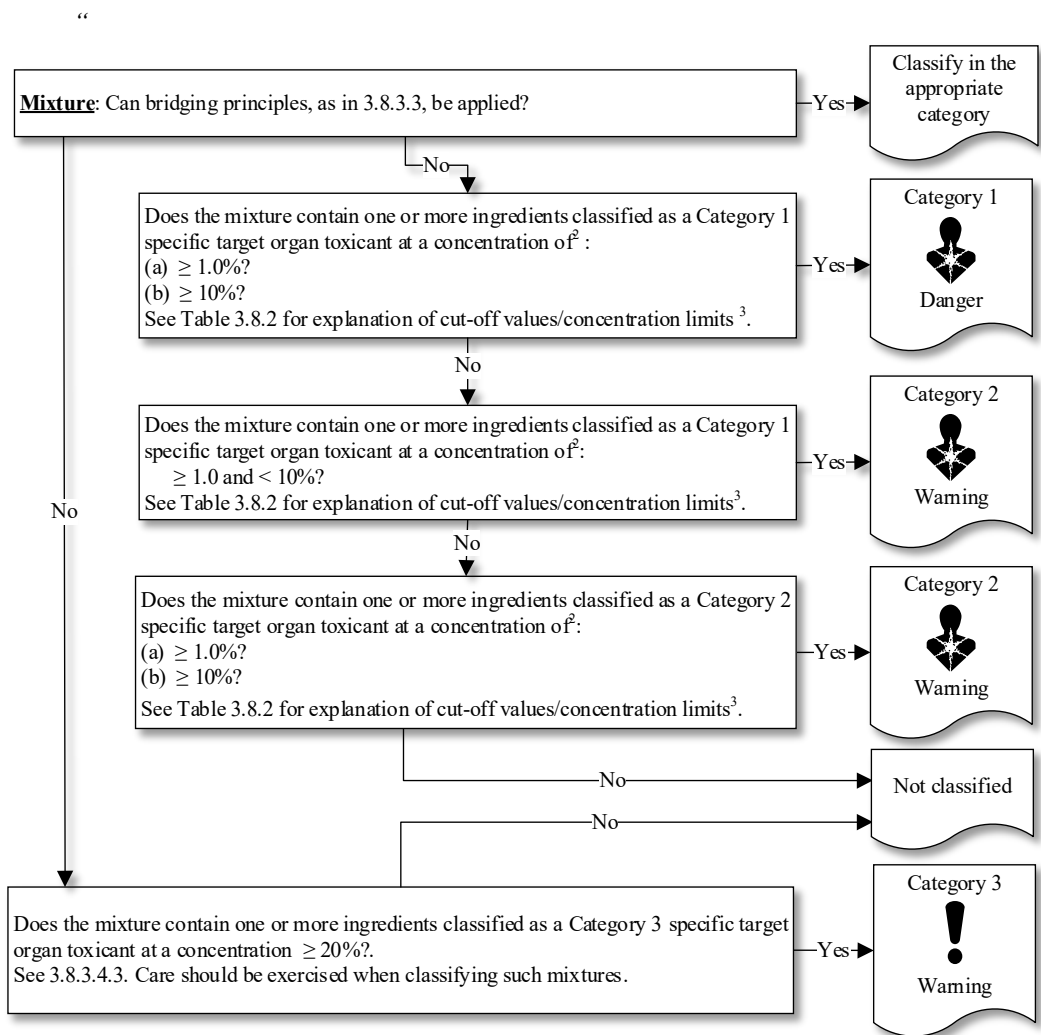 “
Mixture: Can bridging principles, as in 3.8.3.3, be applied?
Yes
Classify in the
appropriate
category
No
Does the mixture contain one or more ingredients classified as a Category 1
specific target organ toxicant at a concentration of2 :
(a) ≥ 1.0%?
(b) ≥ 10%?
See Table 3.8.2 for explanation of cut-off values/concentration limits 3.
Yes
Category 1
Danger
No
Does the mixture contain one or more ingredients classified as a Category 1
specific target organ toxicant at a concentration of2:
≥ 1.0 and < 10%?
See Table 3.8.2 for explanation of cut-off values/concentration limits3.
Yes
Category 2
Warning
No
No
Does the mixture contain one or more ingredients classified as a Category 2
specific target organ toxicant at a concentration of2:
(a) ≥ 1.0%?
(b) ≥ 10%?
See Table 3.8.2 for explanation of cut-off values/concentration limits3.
Yes
Category 2
Warning
No
Not classified
No
Does the mixture contain one or more ingredients classified as a Category 3 specific target
organ toxicant at a concentration ≥ 20%?.
See 3.8.3.4.3. Care should be exercised when classifying such mixtures.
Yes
Category 3
Warning